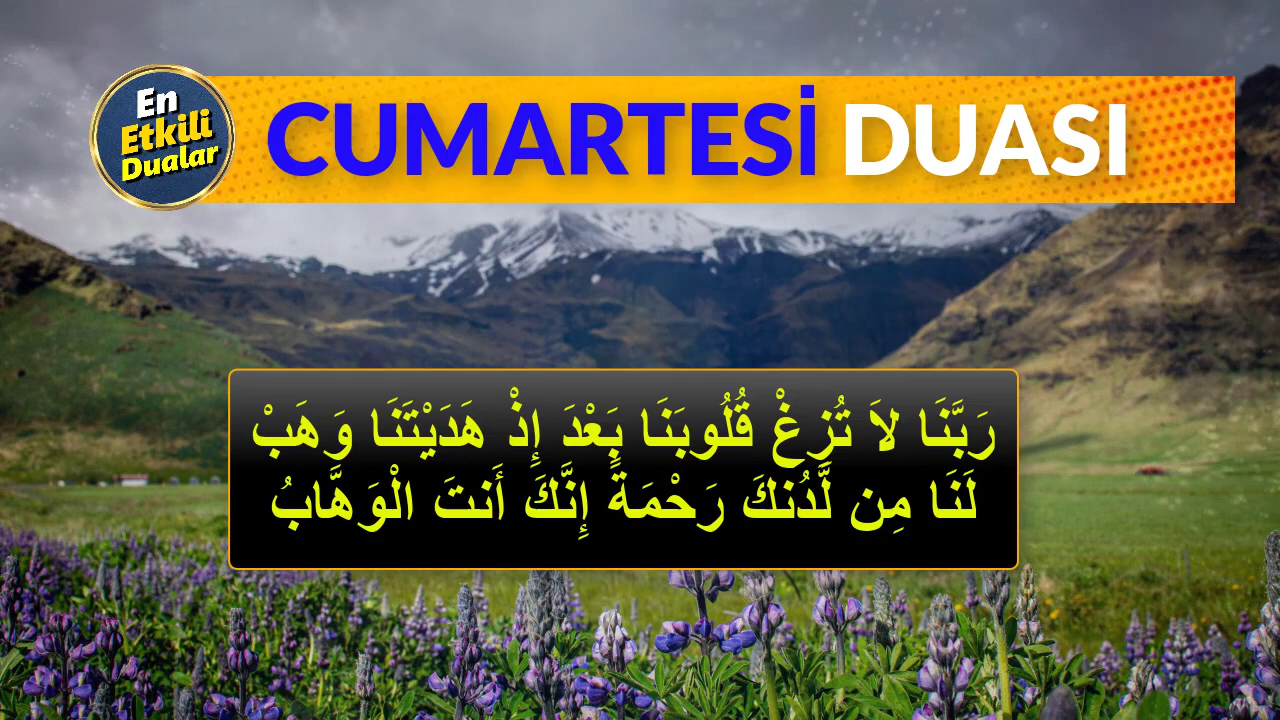 En
Etkili
Dualar
CUMARTESİ DUASI
رَبَّنَا لاَ تُزِغْ قُلُوبَنَا بَعْدَ إِذْ هَدَيْتَنَا وَهَبْ
لَنَا مِن لَّدُنكَ رَحْمَةً إِنَّكَ أَنتَ الْوَهَّابُ